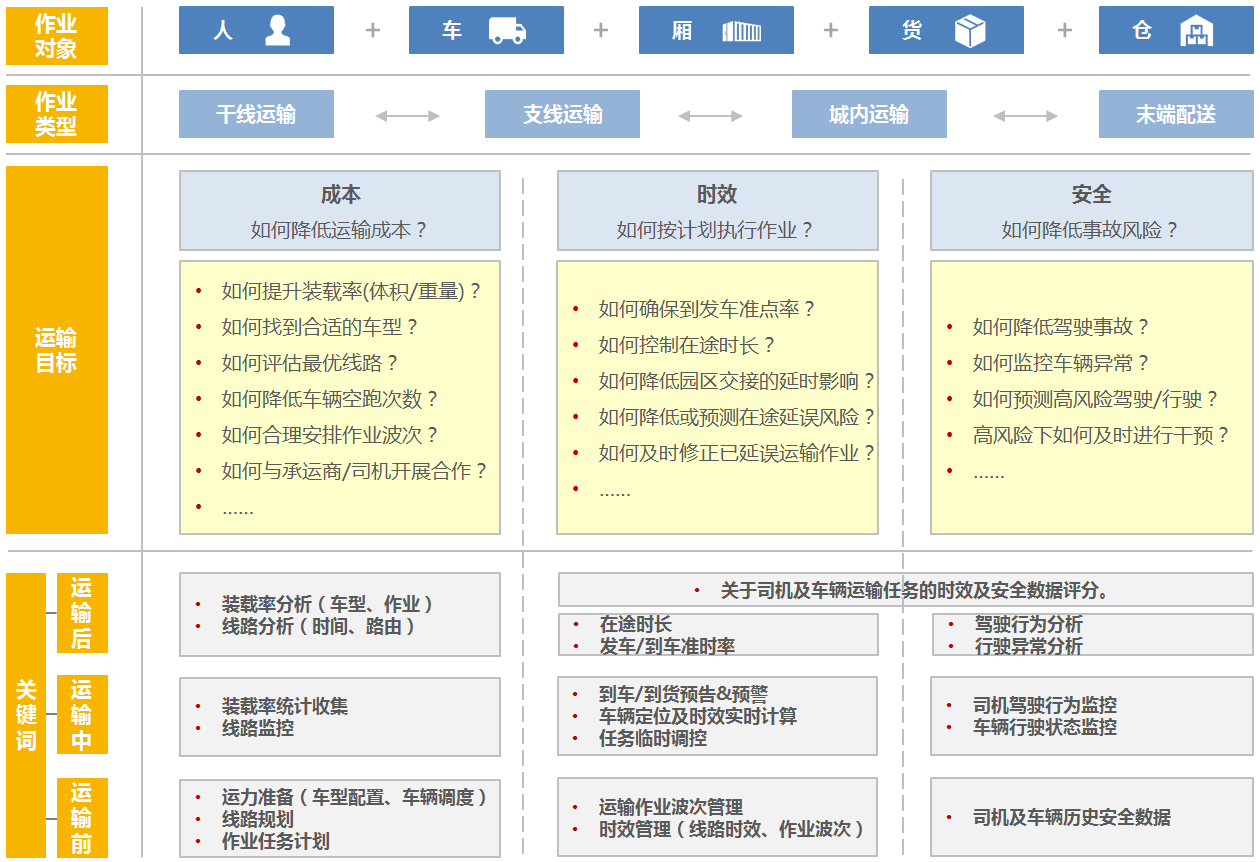 作业
对象
人 + 车 + 厢 + 货 + 仓
作业
类型
干线运输 支线运输 城内运输 末端配送
运输
目标
成本
如何降低运输成本？
• 如何提升装载率(体积/重量)？
• 如何找到合适的车型？
• 如何评估最优线路？
• 如何降低车辆空跑次数？
• 如何合理安排作业波次？
• 如何与承运商/司机开展合作？
• ……
时效
如何按计划执行作业？
• 如何确保到发车准点率？
• 如何控制在途时长？
• 如何降低园区交接的延时影响？
• 如何降低或预测在途延误风险？
• 如何及时修正已延误运输作业？
• ……
安全
如何降低事故风险？
• 如何降低驾驶事故？
• 如何监控车辆异常？
• 如何预测高风险驾驶/行驶？
• 高风险下如何及时进行干预？
• ……
关
键
词
运
输
后
• 装载率分析（车型、作业）
• 线路分析（时间、路由）
• 关于司机及车辆运输任务的时效及安全数据评分。
• 在途时长
• 发车/到车准时率
• 驾驶行为分析
• 行驶异常分析
运
输
中
• 装载率统计收集
• 线路监控
• 到车/到货预告&预警
• 车辆定位及时效实时计算
• 任务临时调控
• 司机驾驶行为监控
• 车辆行驶状态监控
运
输
前
• 运力准备（车型配置、车辆调度）
• 线路规划
• 作业任务计划
• 运输作业波次管理
• 时效管理（线路时效、作业波次）
• 司机及车辆历史安全数据